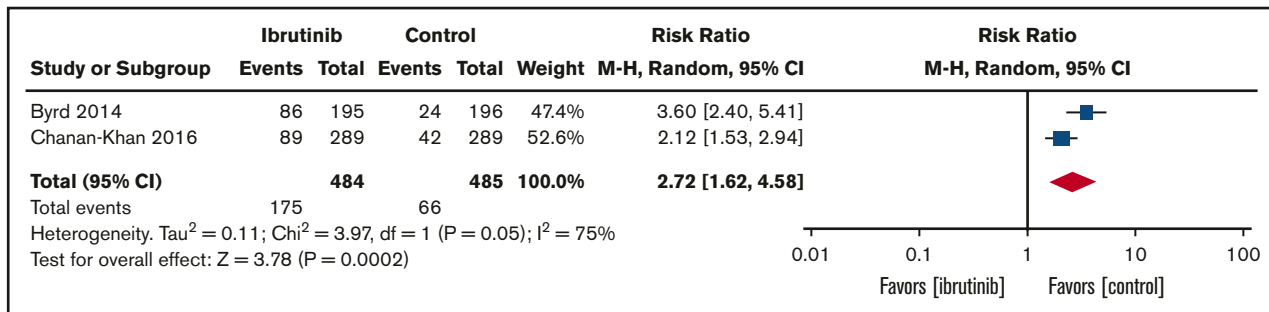 Ibrutinib Control Risk Ratio Risk Ratio
Study or Subgroup Events Total Events Total Weight M-H, Random, 95% CI M-H, Random, 95% CI
Byrd 2014 86 195 24 196 47.4% 3.60 [2.40, 5.41]
Chanan-Khan 2016 89 289 42 289 52.6% 2.12 [1.53, 2.94]
Total (95% CI) 484 485 100.0% 2.72 [1.62, 4.58]
Total events 175 66
Heterogeneity. Tau² = 0.11; Chi² = 3.97, df = 1 (P = 0.05); I² = 75%
Test for overall effect: Z = 3.78 (P = 0.0002)
0.01 0.1 1 10 100
Favors [ibrutinib] Favors [control]